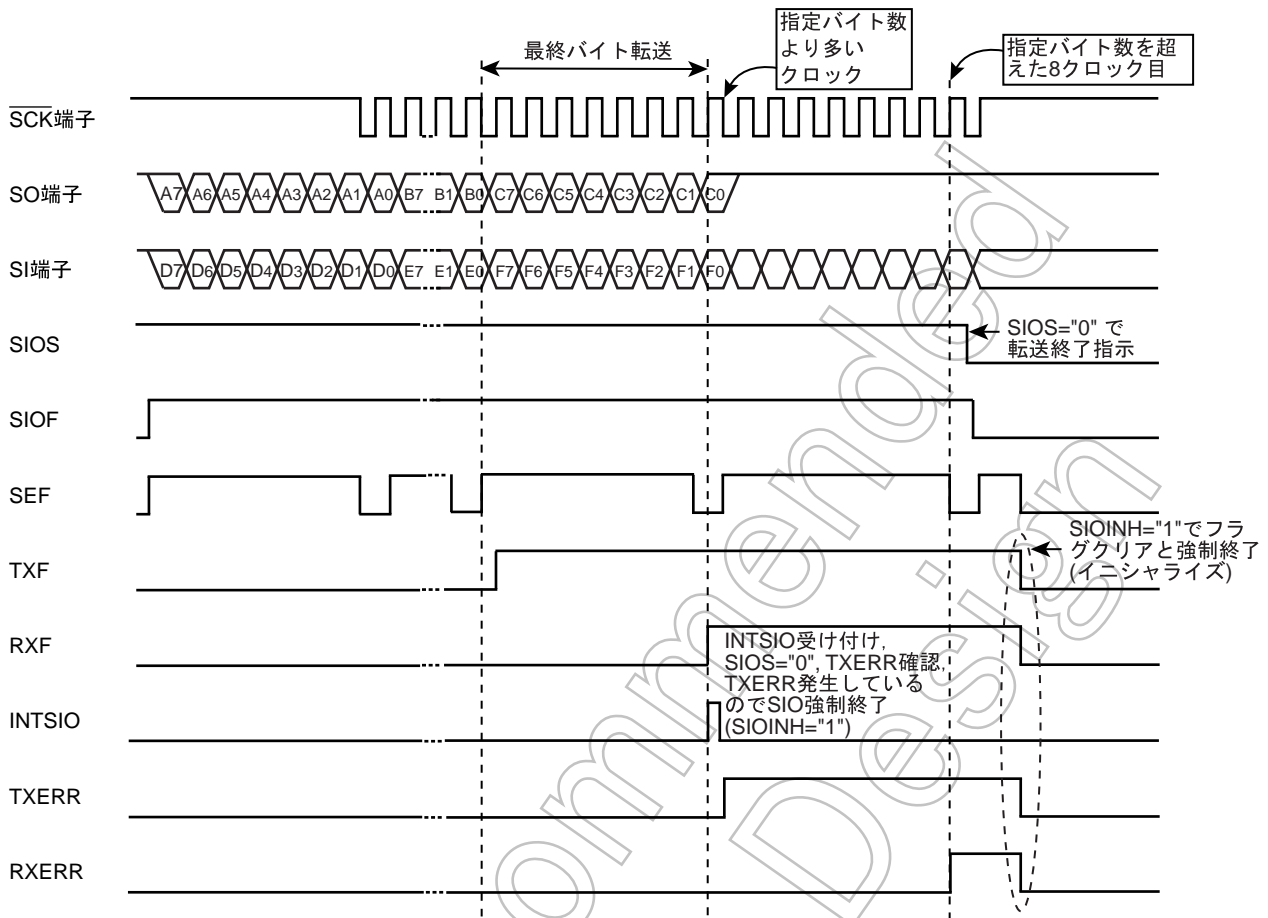 指定バイト数
より多い
クロック
指定バイト数を超
えた8クロック目
最終バイト転送
SCK端子
SO端子
A7 A6 A5 A4 A3 A2 A1 A0 B7 B1 B0 C7 C6 C5 C4 C3 C2 C1 C0
SI端子
D7 D6 D5 D4 D3 D2 D1 D0 E7 E1 E0 F7 F6 F5 F4 F3 F2 F1 F0
SIOS
SIOS="0" で
転送終了指示
SIOF
SEF
SIOINH="1"でフラ
グクリアと強制終了
(イニシャライズ)
TXF
RXF
INTSIO受け付け,
SIOS="0", TXERR確認,
TXERR発生している
のでSIO強制終了
(SIOINH="1")
INTSIO
TXERR
RXERR
ommended
Design